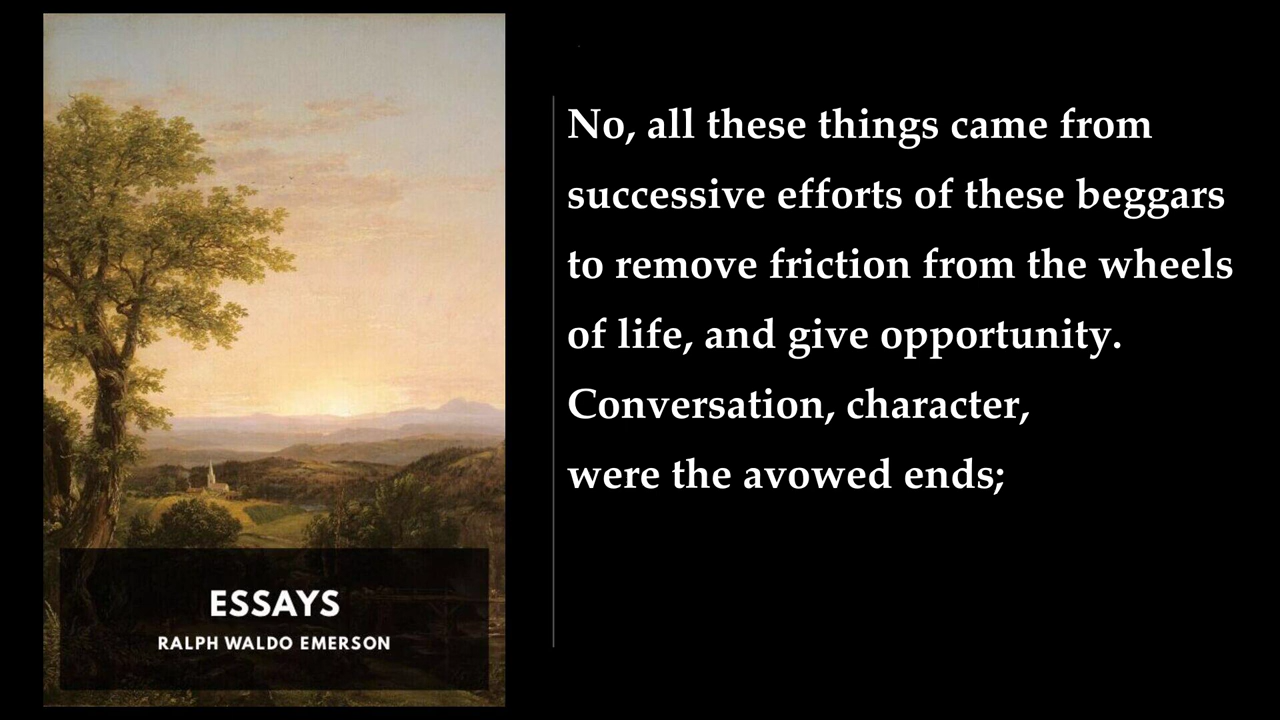 ESSAYS
RALPH WALDO EMERSON
No, all these things came from
successive efforts of these beggars
to remove friction from the wheels
of life, and give opportunity.
Conversation, character,
were the avowed ends;